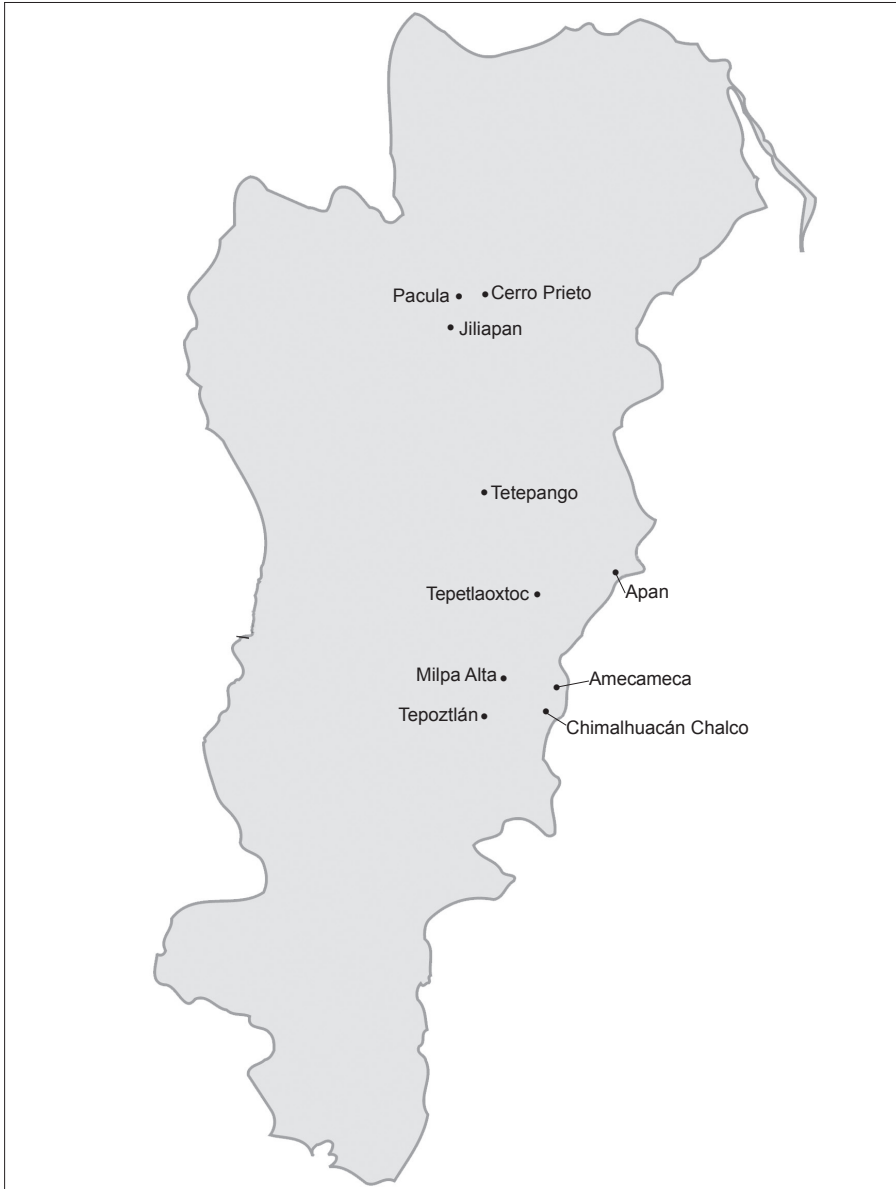 Pacula
Cerro Prieto
Jiliapan
Tetepango
Apan
Tepetlaoxtoc
Milpa Alta
Amecameca
Tepoztlán
Chimalhuacán Chalco